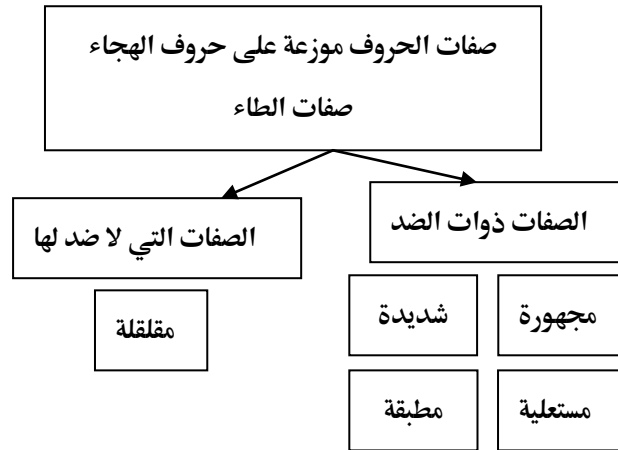 صفات الحروف موزعة على حروف الهجاء
صفات الطاء
الصفات ذوات الضد
الصفات التي لا ضد لها
مجهورة
شديدة
مقلقلة
مستعلية
مطبقة